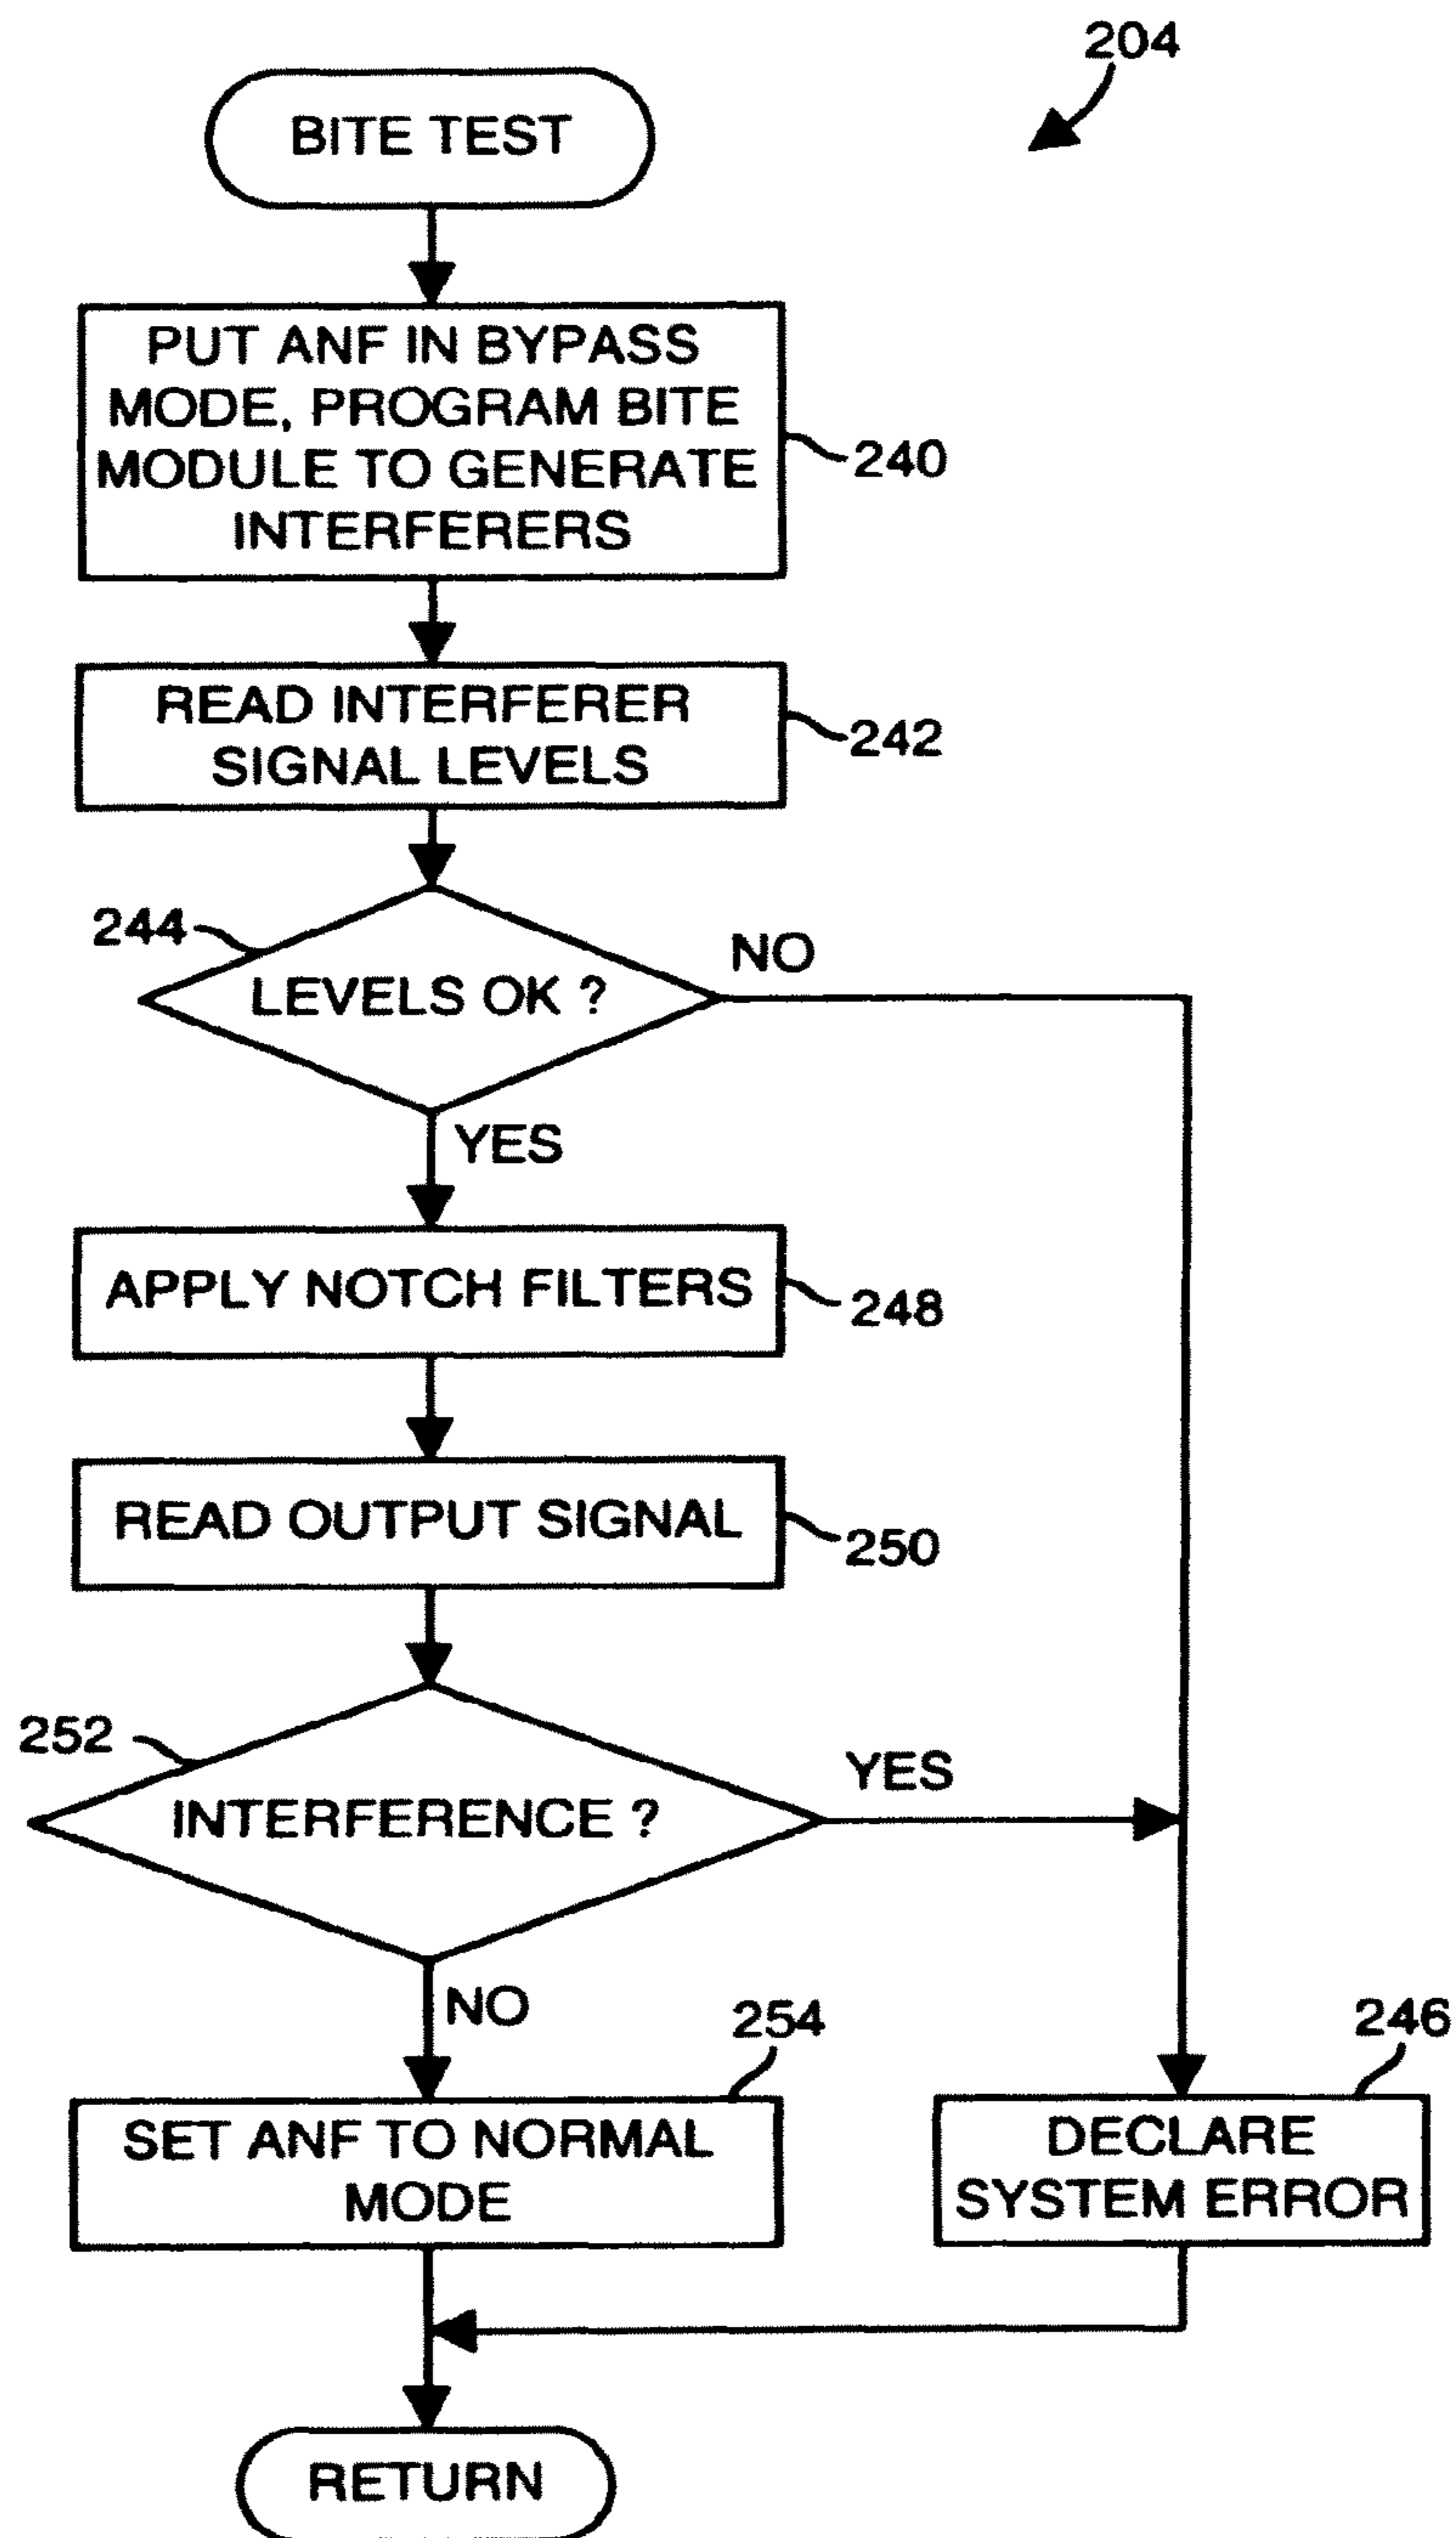 204
BITE TEST
PUT ANF IN BYPASS
MODE, PROGRAM BITE
MODULE TO GENERATE
INTERFERERS
240
READ INTERFERER
SIGNAL LEVELS
242
244
LEVELS OK ?
NO
YES
APPLY NOTCH FILTERS
248
READ OUTPUT SIGNAL
250
252
INTERFERENCE ?
YES
NO
254
SET ANF TO NORMAL
MODE
246
DECLARE
SYSTEM ERROR
RETURN